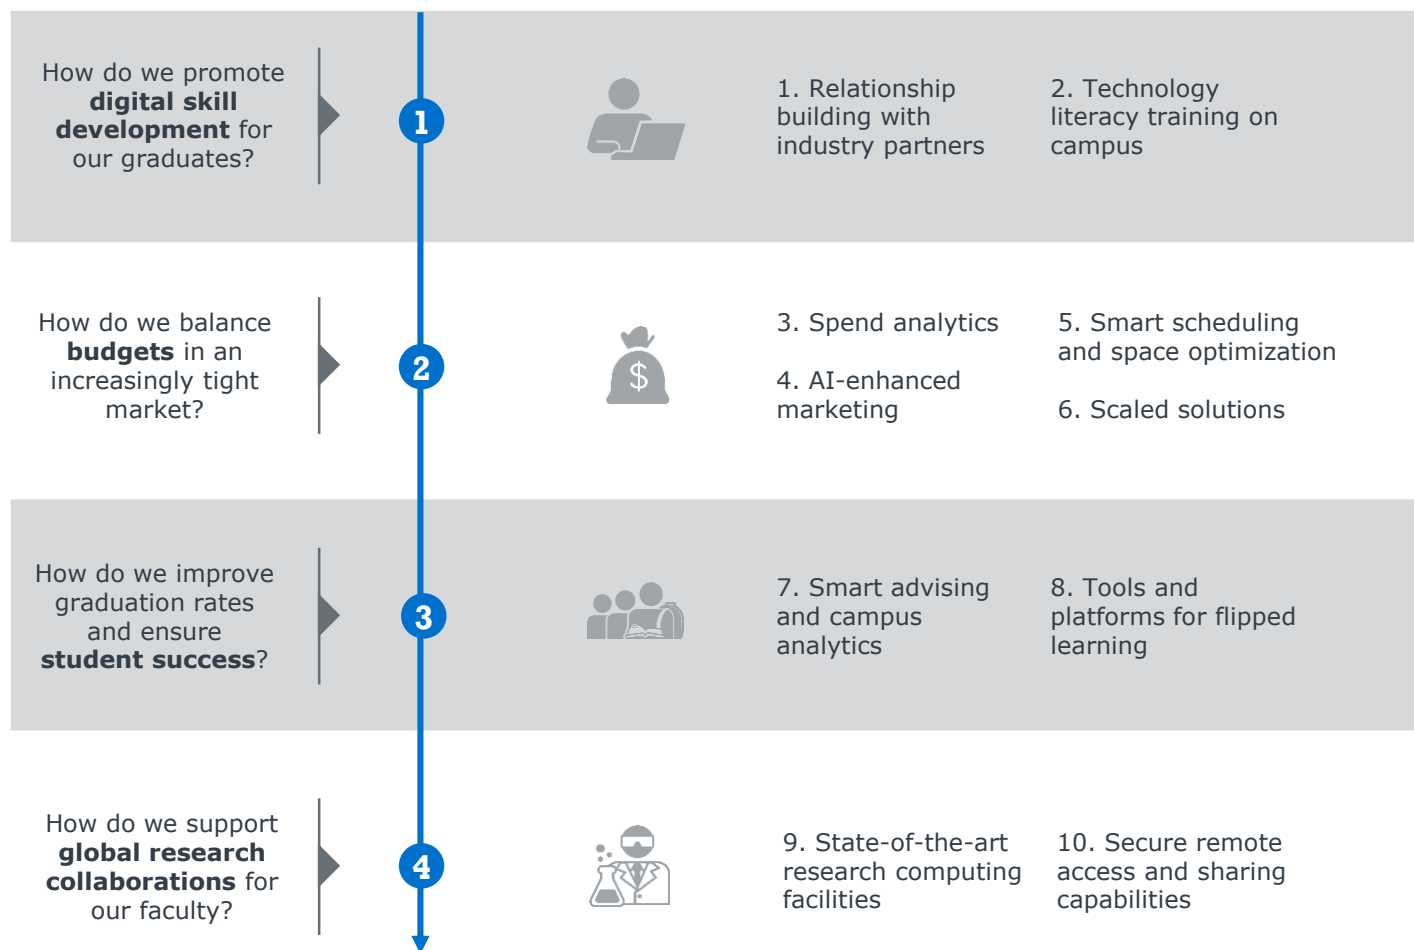 How do we promote
digital skill
development for
our graduates?
1
1. Relationship
building with
industry partners
2. Technology
literacy training on
campus
How do we balance
budgets in an
increasingly tight
market?
2
$
3. Spend analytics
4. AI-enhanced
marketing
5. Smart scheduling
and space optimization
6. Scaled solutions
How do we improve
graduation rates
and ensure
student success?
3
7. Smart advising
and campus
analytics
8. Tools and
platforms for flipped
learning
How do we support
global research
collaborations for
our faculty?
4
9. State-of-the-art
research computing
facilities
10. Secure remote
access and sharing
capabilities